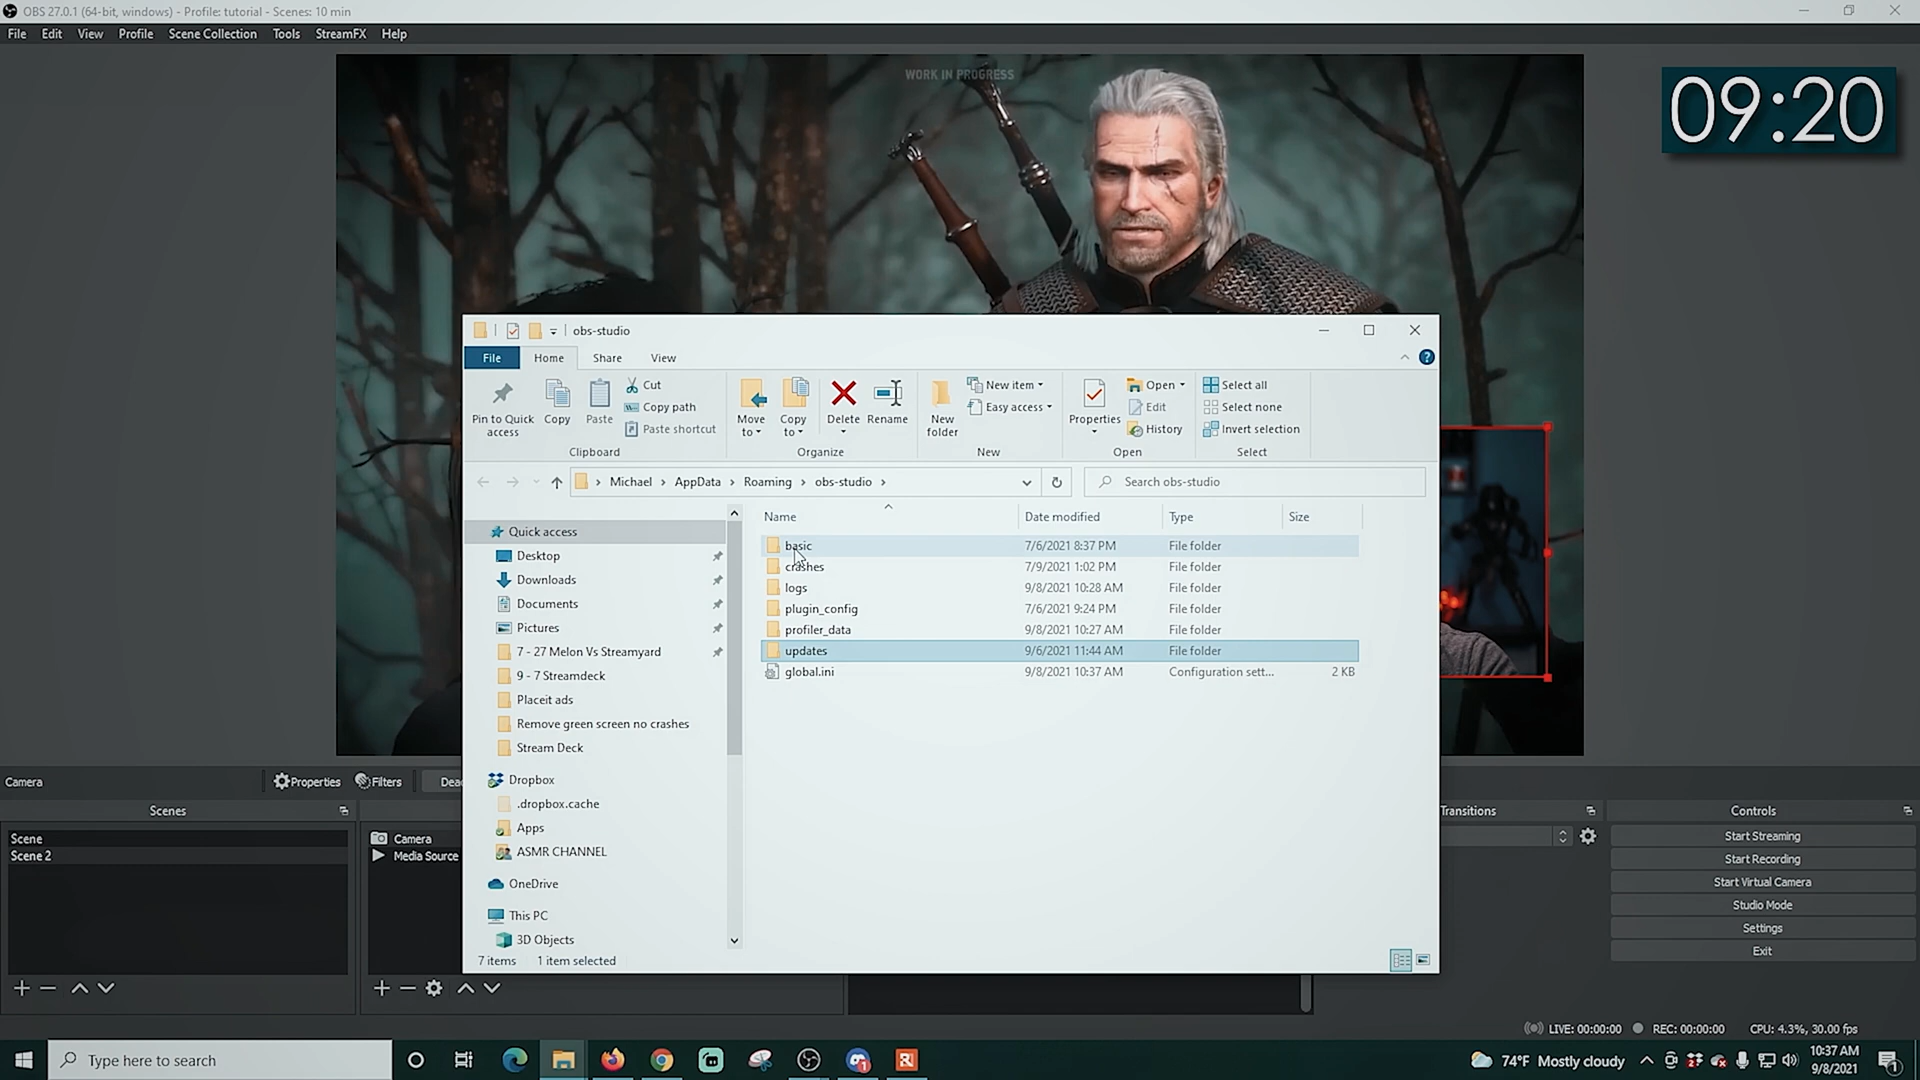 OBS 27.0.1 (64-bit, windows) - Profile: tutorial - Scenes: 10 min
File Edit View Profile Scene Collection Tools StreamFX Help
WORK IN PROGRESS
09:20
obs-studio
File Home Share View
Pin to Quick access
Copy
Paste
Cut
Copy path
Paste shortcut
Clipboard
Move to
Copy to
Delete
Rename
Organize
New folder
New item
Easy access
New
Properties
Open
Edit
History
Open
Select all
Select none
Invert selection
Select
Michael > AppData > Roaming > obs-studio >
Search obs-studio
Quick access
Desktop
Downloads
Documents
Pictures
7 - 27 Melon Vs Streamyard
9 - 7 Streamdeck
Placeit ads
Remove green screen no crashes
Stream Deck
Dropbox
.dropbox.cache
Apps
ASMR CHANNEL
OneDrive
This PC
3D Objects
Name Date modified Type Size
basic 7/6/2021 8:37 PM File folder
crashes 7/9/2021 1:02 PM File folder
logs 9/8/2021 10:28 AM File folder
plugin_config 7/6/2021 9:24 PM File folder
profiler_data 9/8/2021 10:27 AM File folder
updates 9/6/2021 11:44 AM File folder
global.ini 9/8/2021 10:37 AM Configuration sett... 2 KB
7 items 1 item selected
Camera
Properties
Filters
Deac
Scenes
Scene
Scene 2
Camera
Media Source
Transitions
Controls
Start Streaming
Start Recording
Start Virtual Camera
Studio Mode
Settings
Exit
LIVE: 00:00:00 REC: 00:00:00 CPU: 4.3%, 30.00 fps
Type here to search
74°F Mostly cloudy
10:37 AM
9/8/2021